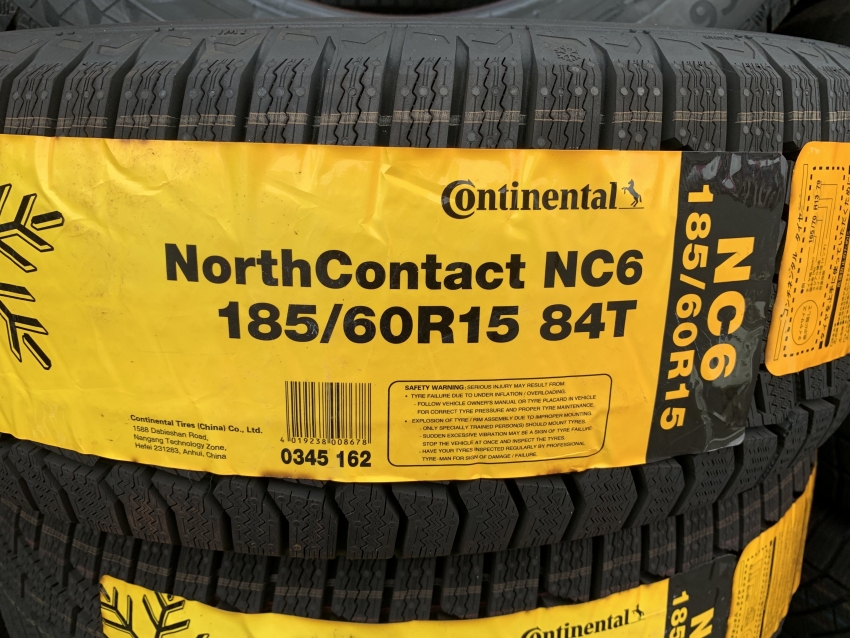 Continental
NorthContact NC6
185/60R15 84T
NC6
185/60R15
Continental Tires (China) Co., Ltd.
1588 Dabieshan Road,
Nangang Technology Zone,
Hefei 231283, Anhui, China
4 019238 008678
0345 162
SAFETY WARNING: SERIOUS INJURY MAY RESULT FROM:
• TIRE FAILURE DUE TO UNDER INFLATION / OVERLOADING.
- FOLLOW VEHICLE OWNER'S MANUAL OR TYRE PLACARD IN VEHICLE
FOR CORRECT TYRE PRESSURE AND PROPER TYRE MAINTENANCE.
• EXPLOSION OF TYRE / RIM ASSEMBLY DUE TO IMPROPER MOUNTING.
- ONLY SPECIALLY TRAINED PERSON(S) SHOULD MOUNT TYRES.
- SUDDEN EXCESSIVE VIBRATION MAY BE A SIGN OF TYRE FAILURE
STOP THE VEHICLE AT ONCE AND INSPECT THE TYRES.
- HAVE YOUR TYRES INSPECTED REGULARLY BY PROFESSIONAL
TYRE-MAN FOR SIGN OF DAMAGE / FAILURE.
Continental